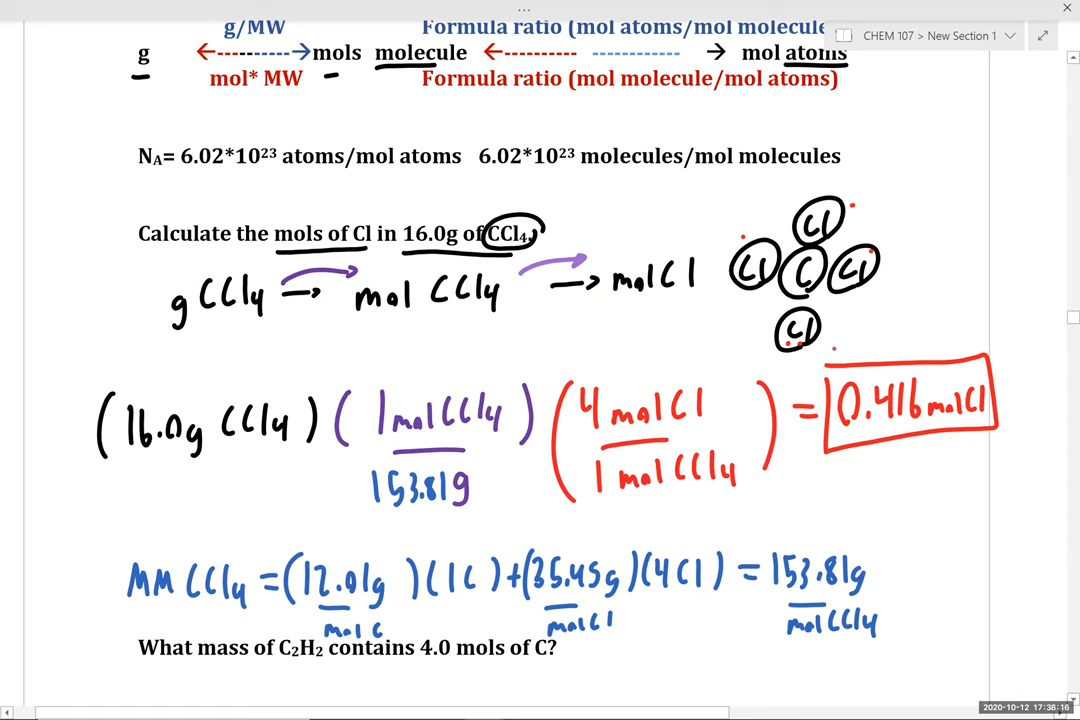 g/MW Formula ratio (mol atoms/mol molecule
CHEM 107 > New Section 1
g mols molecule mol atoms
mol* MW Formula ratio (mol molecule/mol atoms)
NA= 6.02*10²³ atoms/mol atoms 6.02*10²³ molecules/mol molecules
Calculate the mols of Cl in 16.0g of CCl₄.
g CCl4 → mol CCl4 → mol Cl
Cl
Cl C Cl
Cl
(16.0g CCl4) (1 mol CCl4 / 153.81g) (4 mol Cl / 1 mol CCl4) = 0.416 mol Cl
MM CCl4 = (12.01g / mol C)(1C) + (35.45g / mol Cl)(4Cl) = 153.81g / mol CCl4
What mass of C₂H₂ contains 4.0 mols of C?
2020-10-12 17:38:16